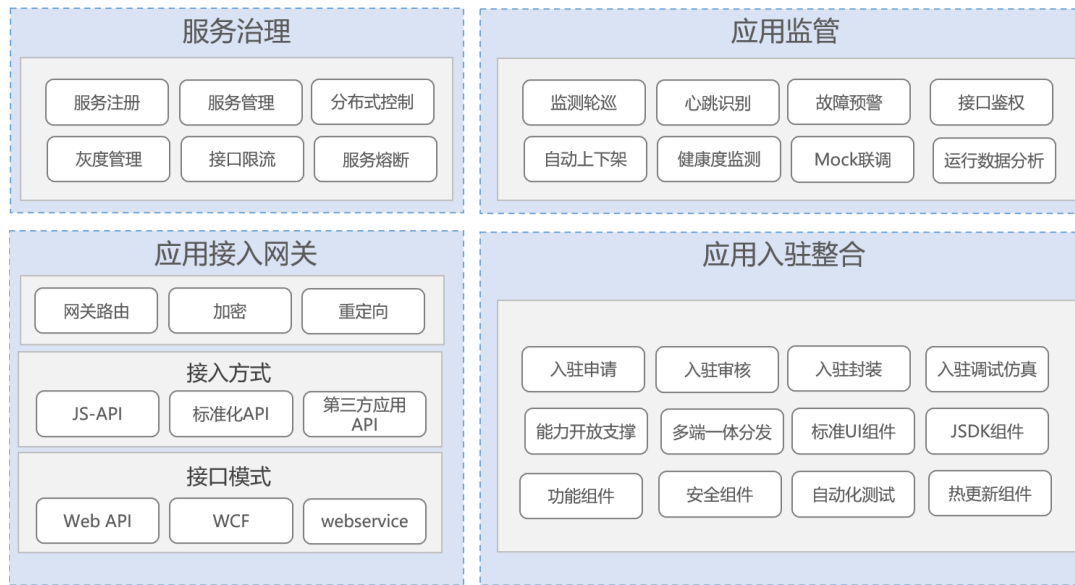 服务治理
服务注册
服务管理
分布式控制
灰度管理
接口限流
服务熔断
应用监管
监测轮巡
心跳识别
故障预警
接口鉴权
自动上下架
健康度监测
Mock联调
运行数据分析
应用接入网关
网关路由
加密
重定向
接入方式
JS-API
标准化API
第三方应用
API
接口模式
Web API
WCF
webservice
应用入驻整合
入驻申请
入驻审核
入驻封装
入驻调试仿真
能力开放支撑
多端一体分发
标准UI组件
JSDK组件
功能组件
安全组件
自动化测试
热更新组件